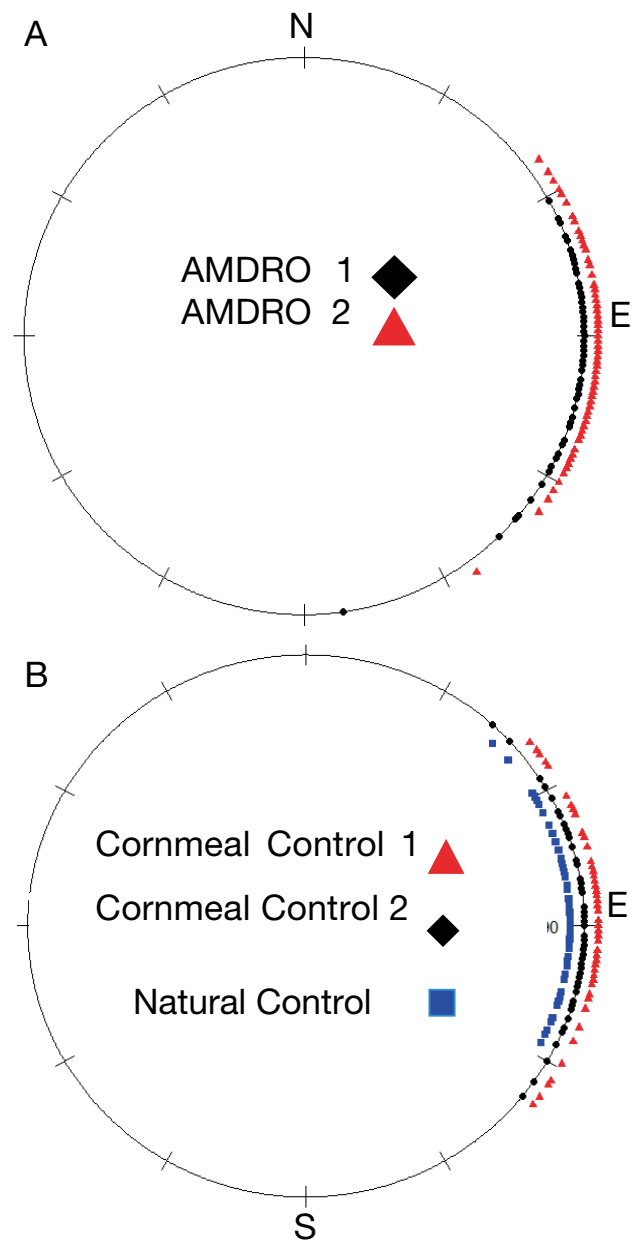 A
N
AMDRO 1
AMDRO 2
E
B
Cornmeal Control 1
Cornmeal Control 2
E
Natural Control
S